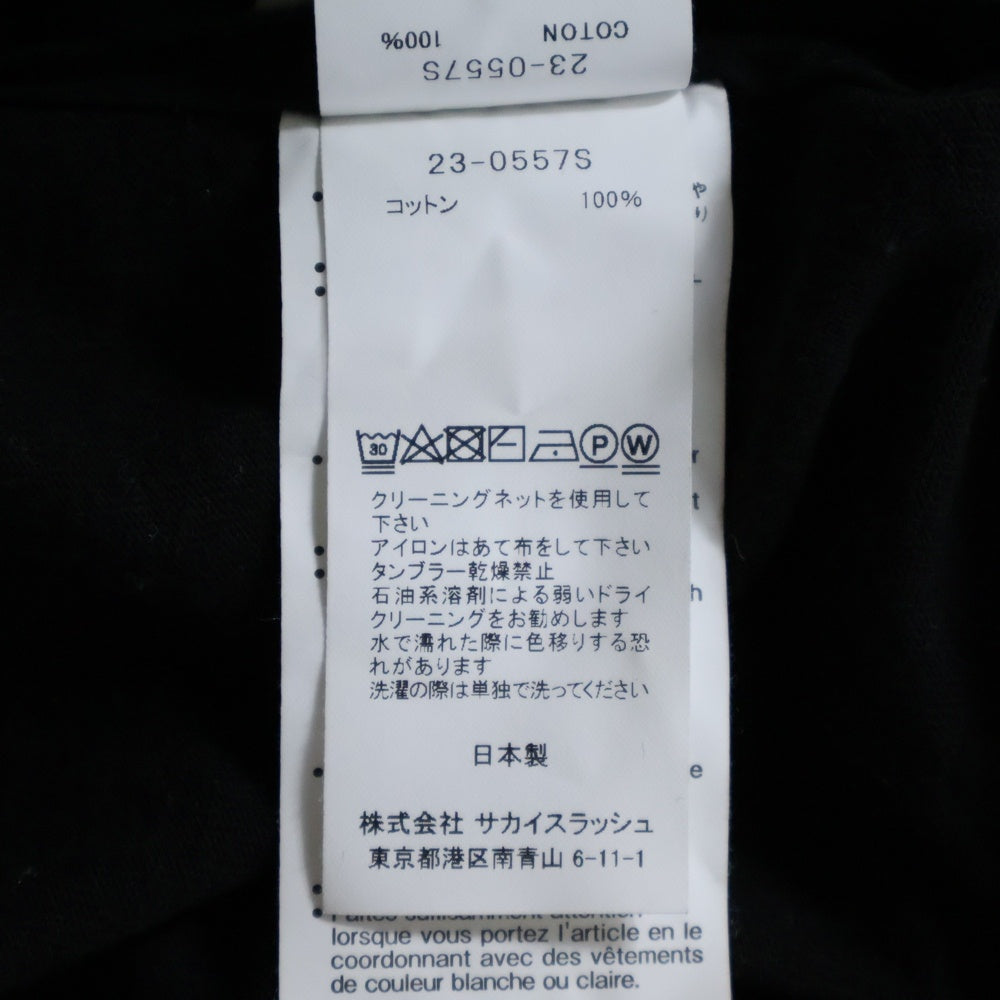 COTON 100%
23-0557S
23-0557S
コットン 100%
や
り
30
P W
クリーニングネットを使用して
下さい
アイロンはあて布をして下さい
タンブラー乾燥禁止
石油系溶剤による弱いドライ
クリーニングをお勧めします
水で濡れた際に色移りする恐
れがあります
洗濯の際は単独で洗ってください
日本製
株式会社 サカイスラッシュ
東京都港区南青山 6-11-1
r
t
h
e
Faites suffisamment attention
lorsque vous portez l'article en le
coordonnant avec des vêtements
de couleur blanche ou claire.